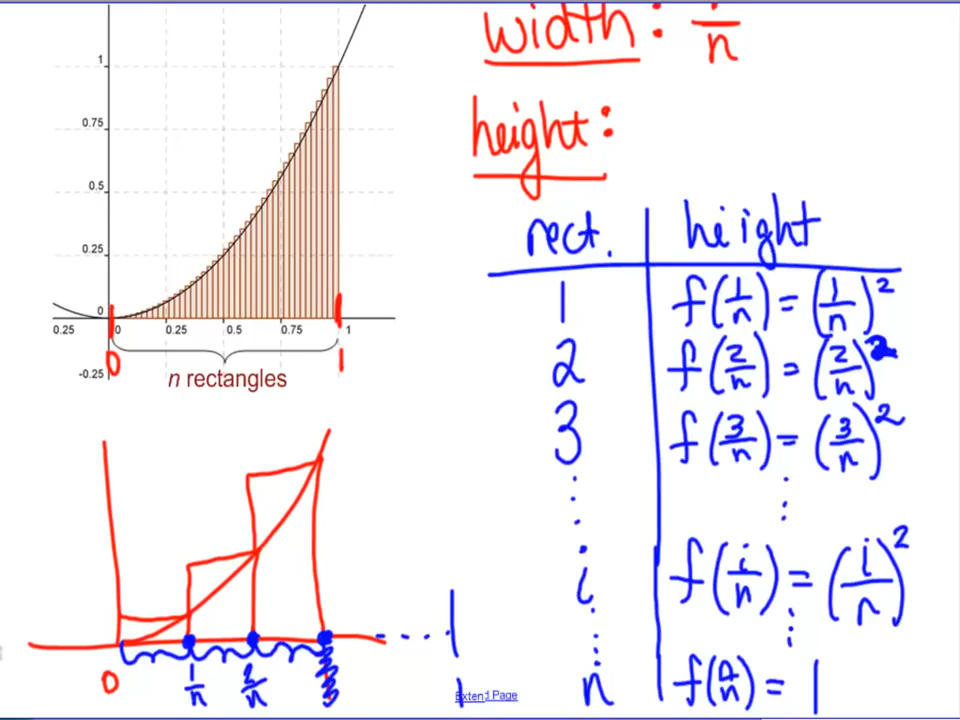 width: 1/n
height:
rect. height
1 f(1/n) = (1/n)²
2 f(2/n) = (2/n)²
3 f(3/n) = (3/n)²
⋮ ⋮
i f(i/n) = (i/n)²
⋮ ⋮
n f(n/n) = 1
1
0.75
0.5
0.25
0
0.25 0 0.25 0.5 0.75 1
-0.25
0 1
n rectangles
0 1/n 2/n
....1
Extend Page